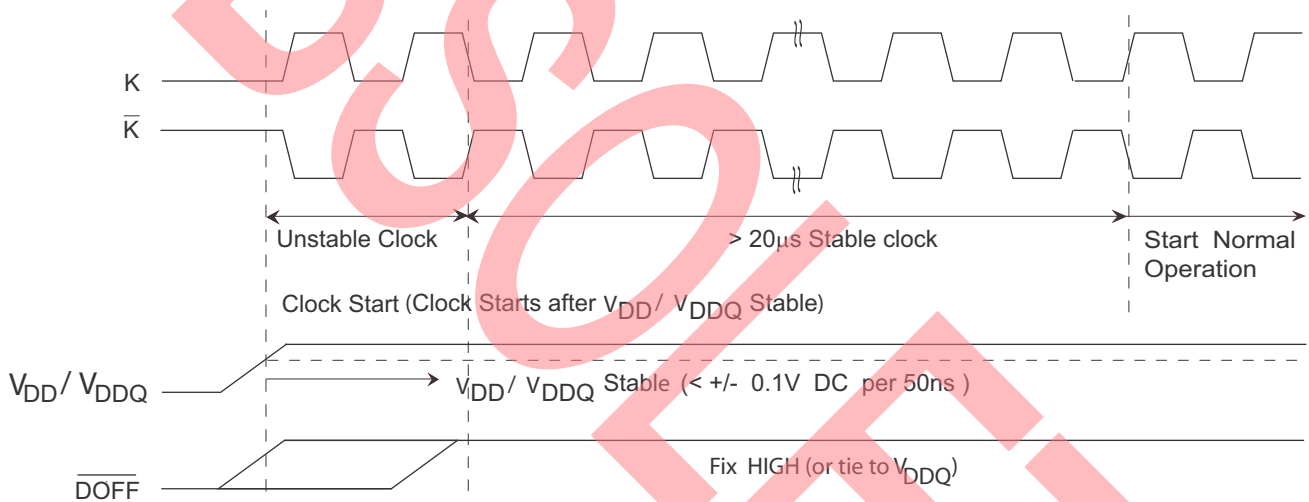 K
K̅
Unstable Clock
> 20μs Stable clock
Start Normal
Operation
Clock Start (Clock Starts after VDD/ VDDQ Stable)
VDD/ VDDQ
VDD/ VDDQ Stable (< +/- 0.1V DC per 50ns )
Fix HIGH (or tie to VDDQ)
D̅O̅F̅F̅